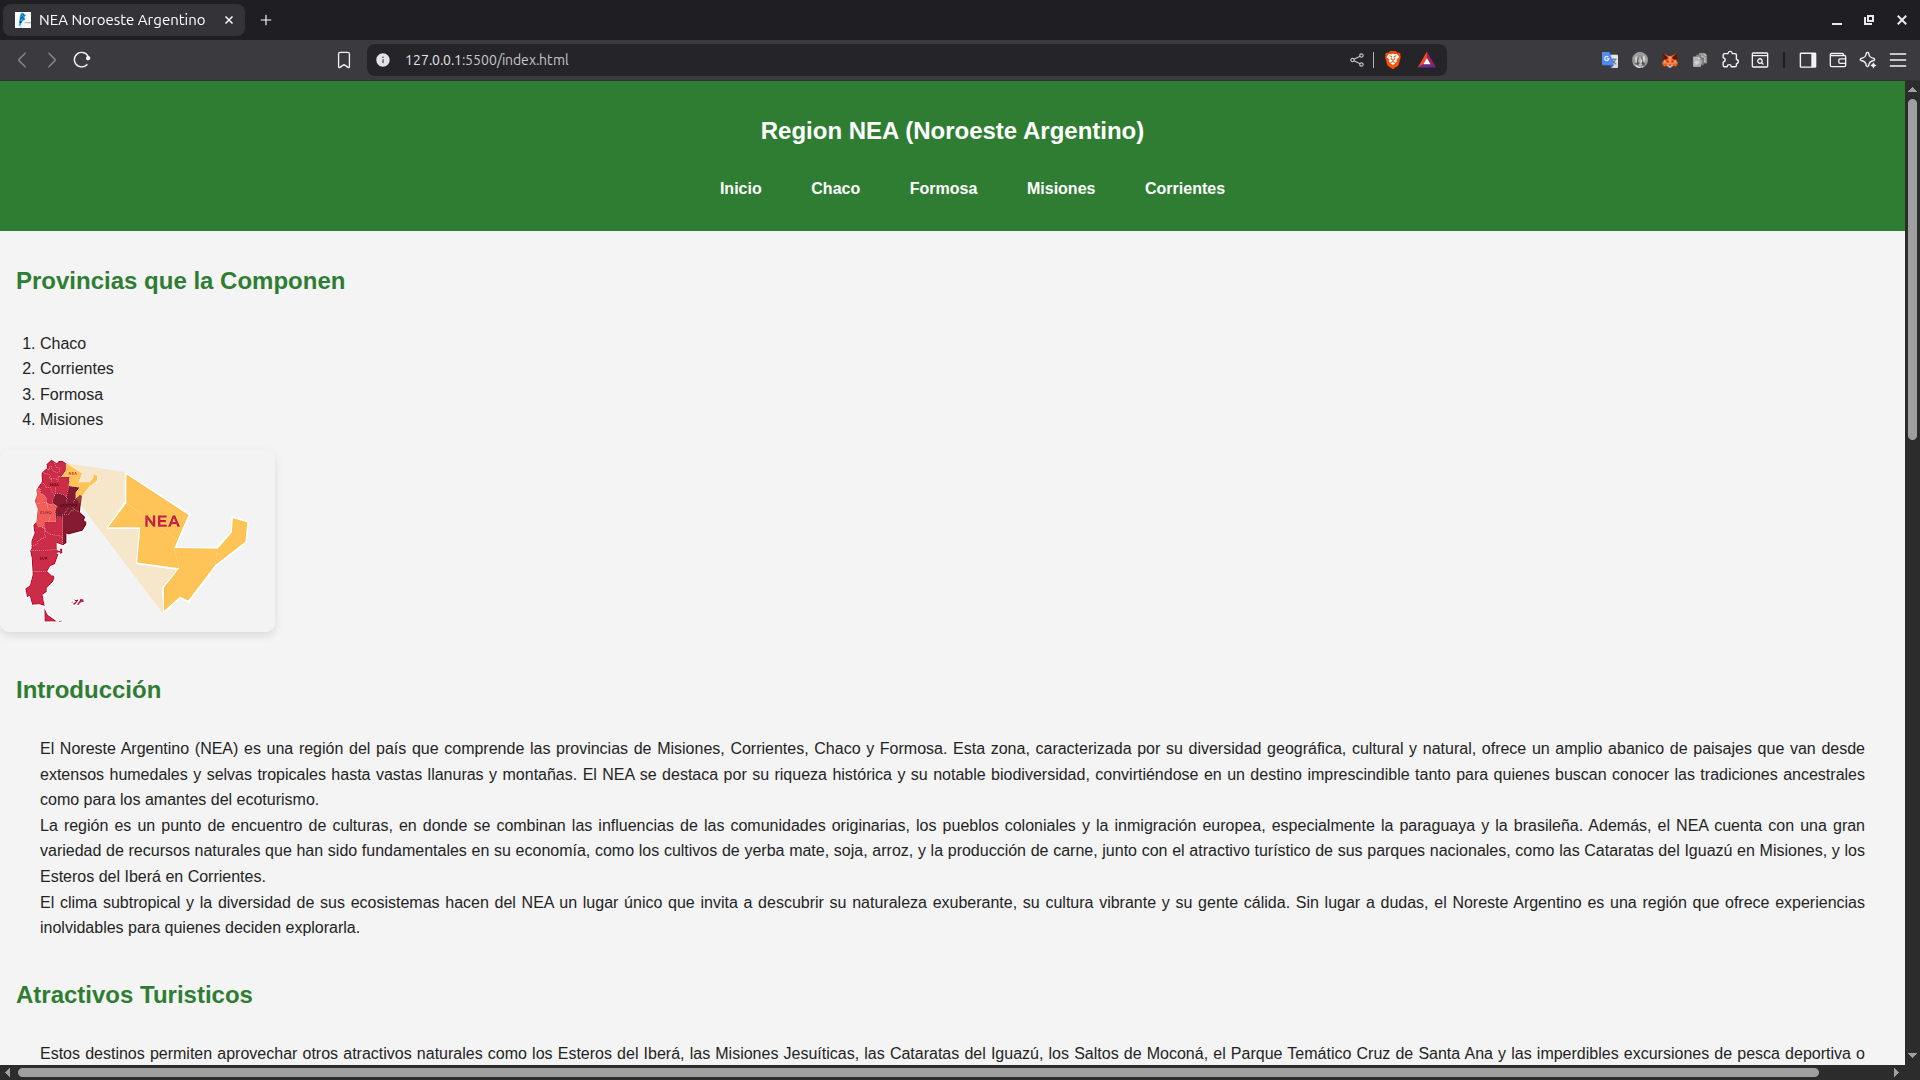 NEA Noroeste Argentino
127.0.0.1:5500/index.html
Region NEA (Noroeste Argentino)
Inicio Chaco Formosa Misiones Corrientes
Provincias que la Componen
1. Chaco
2. Corrientes
3. Formosa
4. Misiones
NEA
Introducción
El Noreste Argentino (NEA) es una región del país que comprende las provincias de Misiones, Corrientes, Chaco y Formosa. Esta zona, caracterizada por su diversidad geográfica, cultural y natural, ofrece un amplio abanico de paisajes que van desde
extensos humedales y selvas tropicales hasta vastas llanuras y montañas. El NEA se destaca por su riqueza histórica y su notable biodiversidad, convirtiéndose en un destino imprescindible tanto para quienes buscan conocer las tradiciones ancestrales
como para los amantes del ecoturismo.
La región es un punto de encuentro de culturas, en donde se combinan las influencias de las comunidades originarias, los pueblos coloniales y la inmigración europea, especialmente la paraguaya y la brasileña. Además, el NEA cuenta con una gran
variedad de recursos naturales que han sido fundamentales en su economía, como los cultivos de yerba mate, soja, arroz, y la producción de carne, junto con el atractivo turístico de sus parques nacionales, como las Cataratas del Iguazú en Misiones, y los
Esteros del Iberá en Corrientes.
El clima subtropical y la diversidad de sus ecosistemas hacen del NEA un lugar único que invita a descubrir su naturaleza exuberante, su cultura vibrante y su gente cálida. Sin lugar a dudas, el Noreste Argentino es una región que ofrece experiencias
inolvidables para quienes deciden explorarla.
Atractivos Turisticos
Estos destinos permiten aprovechar otros atractivos naturales como los Esteros del Iberá, las Misiones Jesuíticas, las Cataratas del Iguazú, los Saltos de Moconá, el Parque Temático Cruz de Santa Ana y las imperdibles excursiones de pesca deportiva o